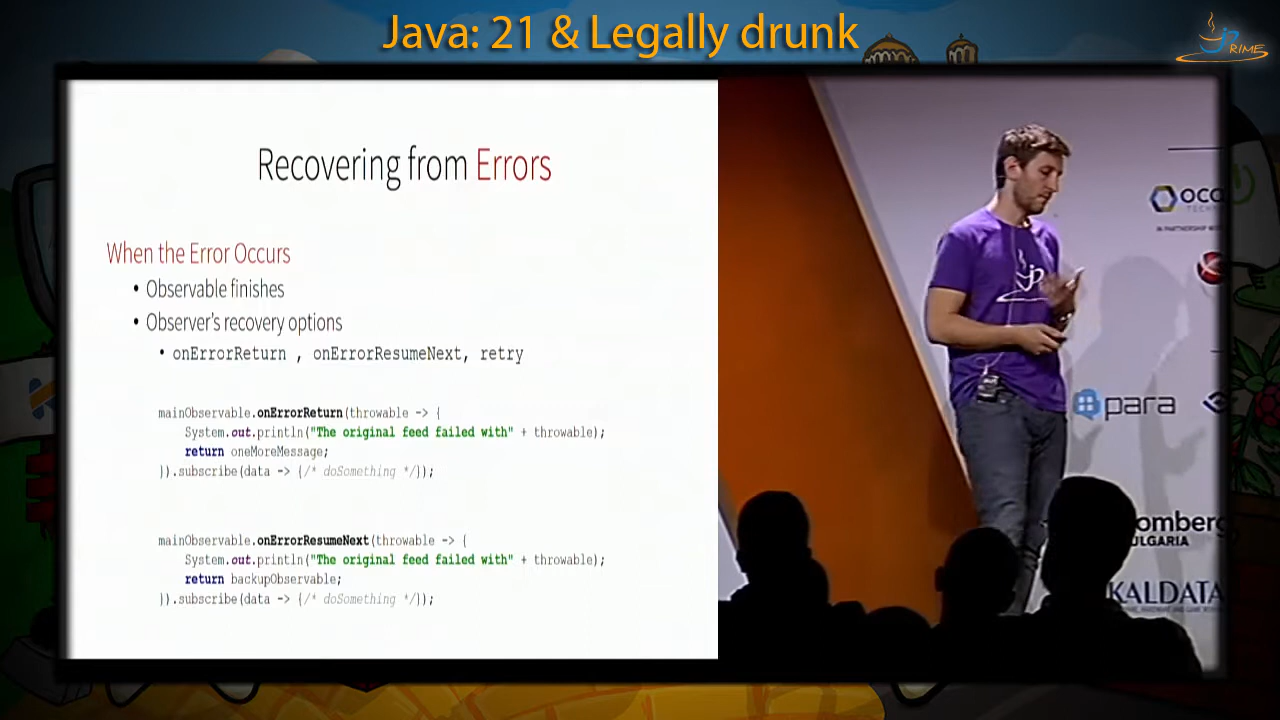 Java: 21 & Legally drunk
JPRIME
Recovering from Errors
When the Error Occurs
• Observable finishes
• Observer's recovery options
• onErrorReturn , onErrorResumeNext, retry
mainObservable.onErrorReturn(throwable -> {
System.out.println("The original feed failed with" + throwable);
return oneMoreMessage;
}).subscribe(data -> {/* doSomething */});
mainObservable.onErrorResumeNext(throwable -> {
System.out.println("The original feed failed with" + throwable);
return backupObservable;
}).subscribe(data -> {/* doSomething */});
para
KALDATA